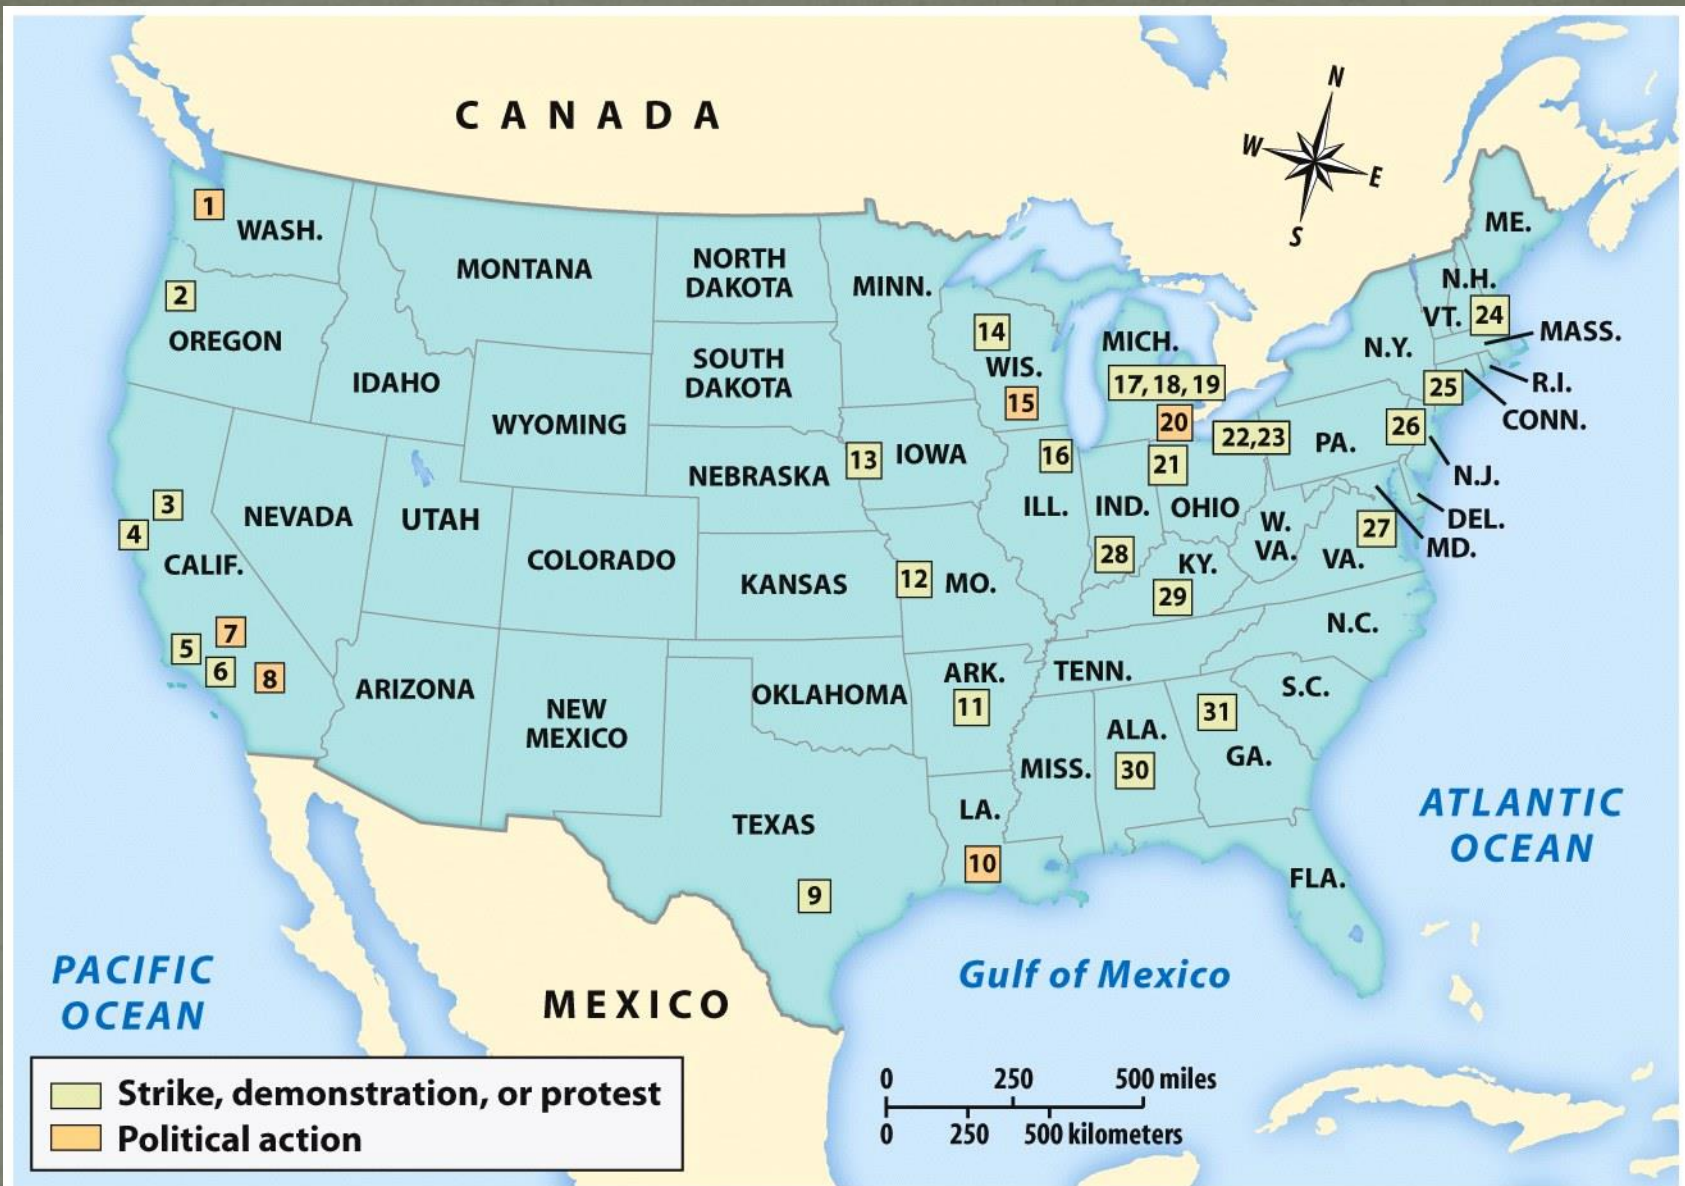 CANADA
N
W
E
S
1
WASH.
2
OREGON
MONTANA
IDAHO
WYOMING
NORTH
DAKOTA
SOUTH
DAKOTA
MINN.
NEBRASKA
13
IOWA
14
WIS.
15
MICH.
17, 18, 19
20
16
ILL.
IND.
21
OHIO
22,23
PA.
N.Y.
ME.
N.H.
VT.
24
MASS.
R.I.
CONN.
25
26
N.J.
DEL.
MD.
27
VA.
W.
VA.
28
KY.
29
3
4
CALIF.
NEVADA
UTAH
COLORADO
KANSAS
12
MO.
5
6
7
8
ARIZONA
NEW
MEXICO
OKLAHOMA
ARK.
11
TENN.
N.C.
S.C.
31
GA.
ALA.
30
MISS.
LA.
10
TEXAS
9
FLA.
ATLANTIC
OCEAN
Gulf of Mexico
PACIFIC
OCEAN
MEXICO
Strike, demonstration, or protest
Political action
0 250 500 miles
0 250 500 kilometers